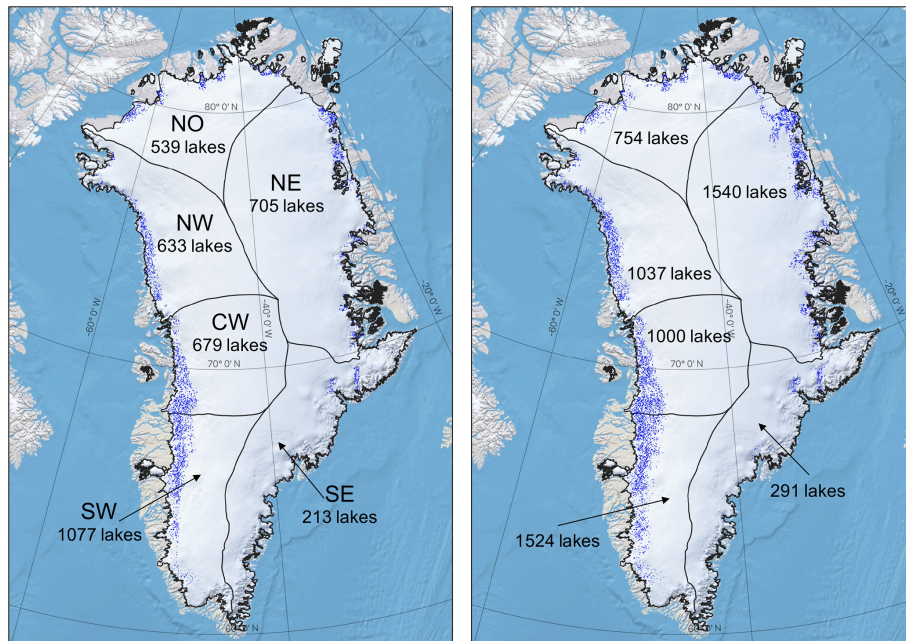 80° 0' N
NO
539 lakes
NE
705 lakes
NW
633 lakes
-60° 0' W
-40° 0' W
-20° 0' W
CW
679 lakes
70° 0' N
SW
1077 lakes
SE
213 lakes
80° 0' N
754 lakes
1540 lakes
1037 lakes
-60° 0' W
-40° 0' W
-20° 0' W
1000 lakes
70° 0' N
291 lakes
1524 lakes